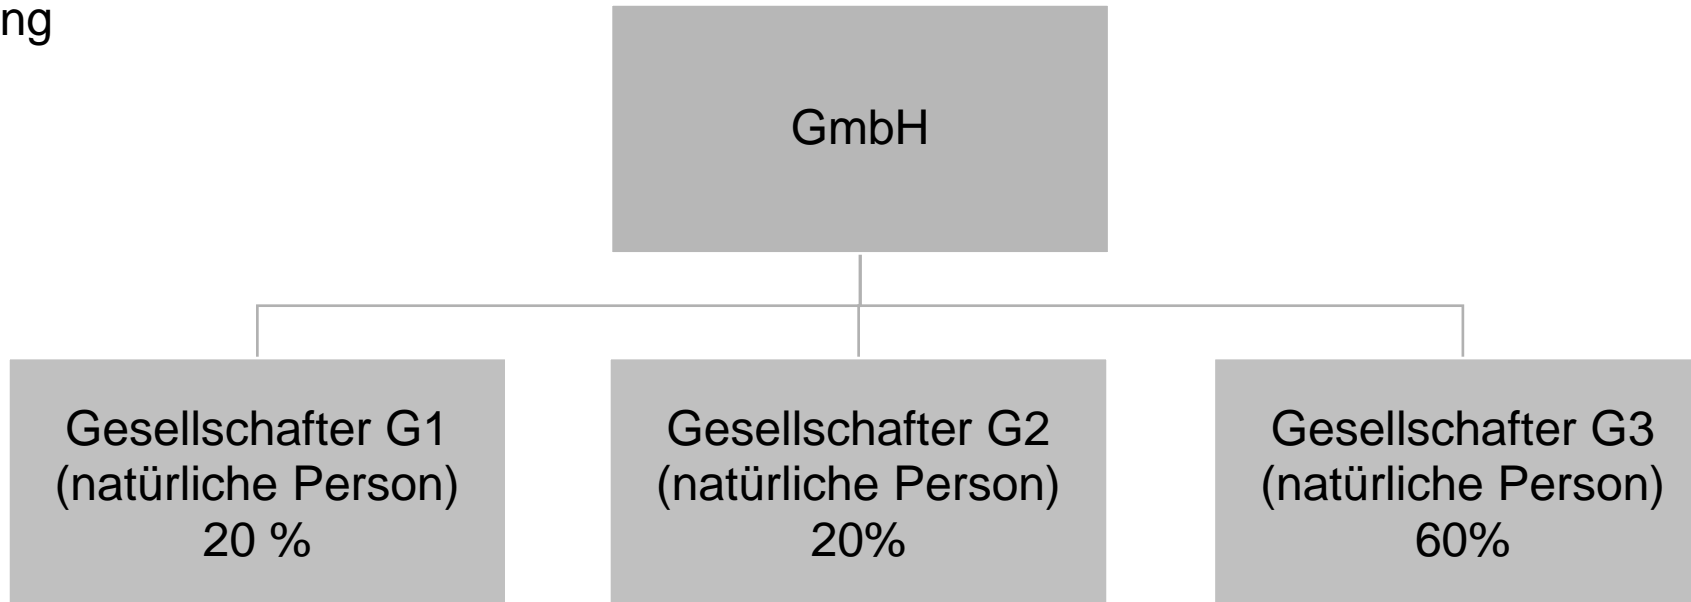 ng
GmbH
Gesellschafter G1
(natürliche Person)
20 %
Gesellschafter G2
(natürliche Person)
20%
Gesellschafter G3
(natürliche Person)
60%